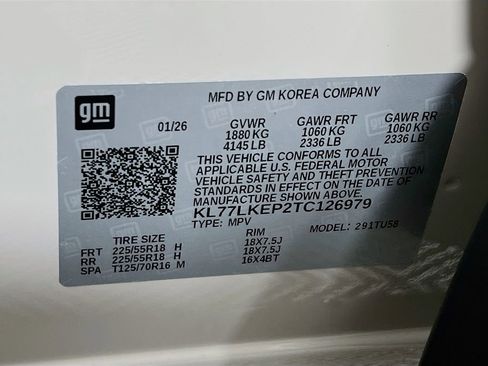 gm
MFD BY GM KOREA COMPANY
01/26 GVWR GAWR FRT GAWR RR
1880 KG 1060 KG 1060 KG
4145 LB 2336 LB 2336 LB
THIS VEHICLE CONFORMS TO ALL
APPLICABLE U.S. FEDERAL MOTOR
VEHICLE SAFETY AND THEFT PREVENTION
STANDARDS IN EFFECT ON THE DATE OF
MANUFACTURE SHOWN ABOVE.
KL77LKEP2TC126979
TYPE: MPV MODEL: 291TU58
TIRE SIZE RIM
FRT 225/55R18 H 18X7.5J
RR 225/55R18 H 18X7.5J
SPA T125/70R16 M 16X4BT